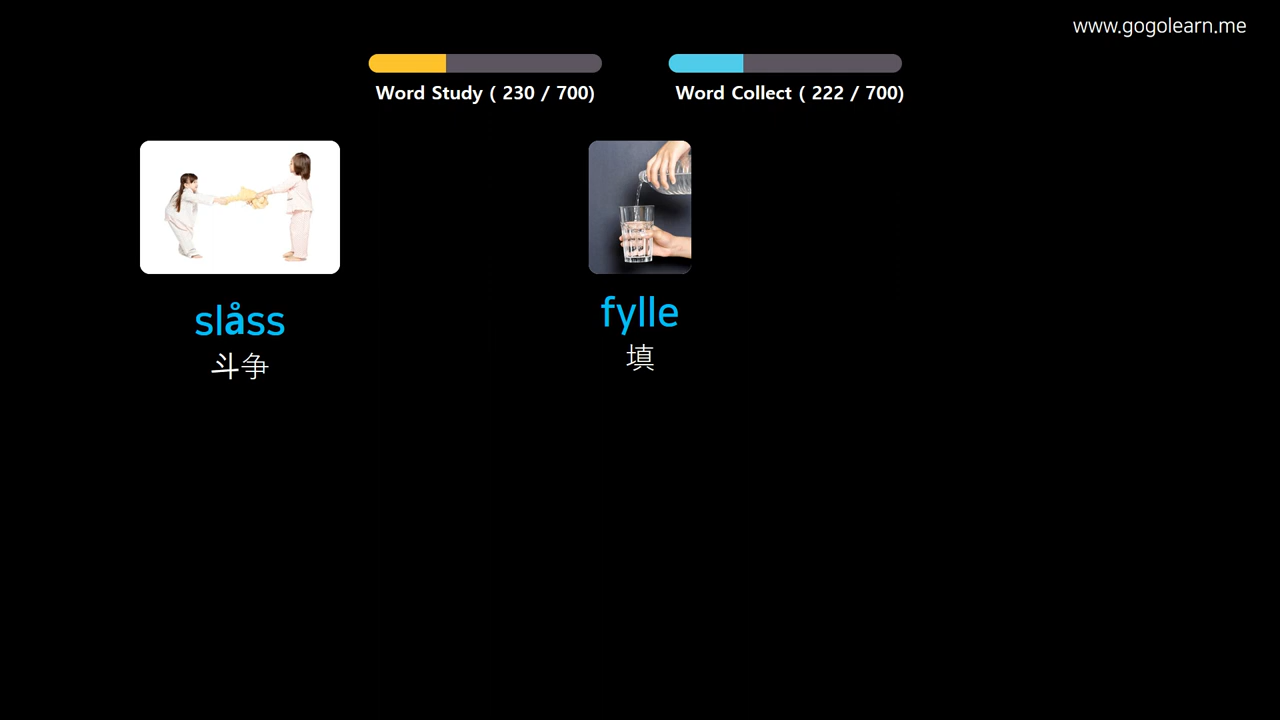 www.gogolearn.me
Word Study ( 230 / 700)
Word Collect ( 222 / 700)
slåss
斗争
fylle
填